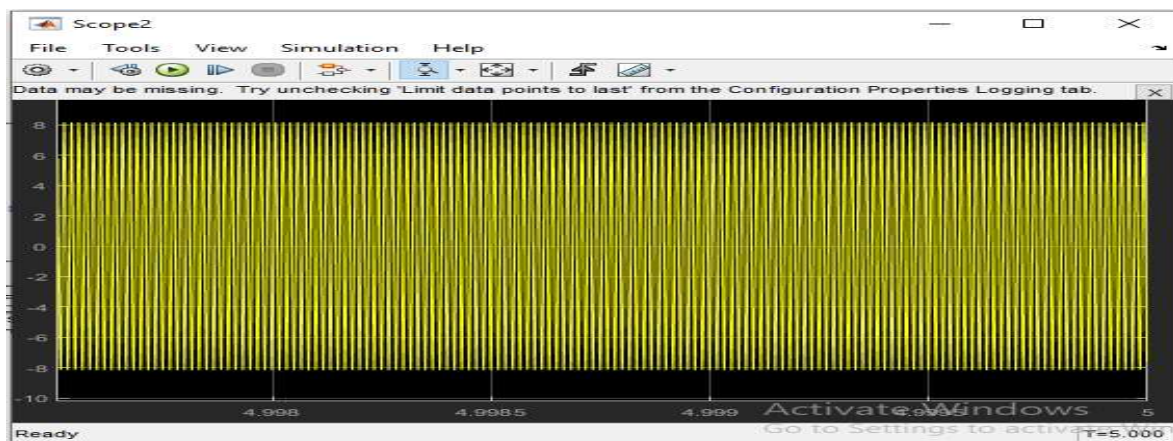 Scope2
File Tools View Simulation Help
Data may be missing. Try unchecking 'Limit data points to last' from the Configuration Properties Logging tab.
8
6
4
2
0
-2
-4
-6
-8
-10
4.998 4.9985 4.999 4.9995 5
Activate Windows
Go to Settings to activate
Ready T=5.000